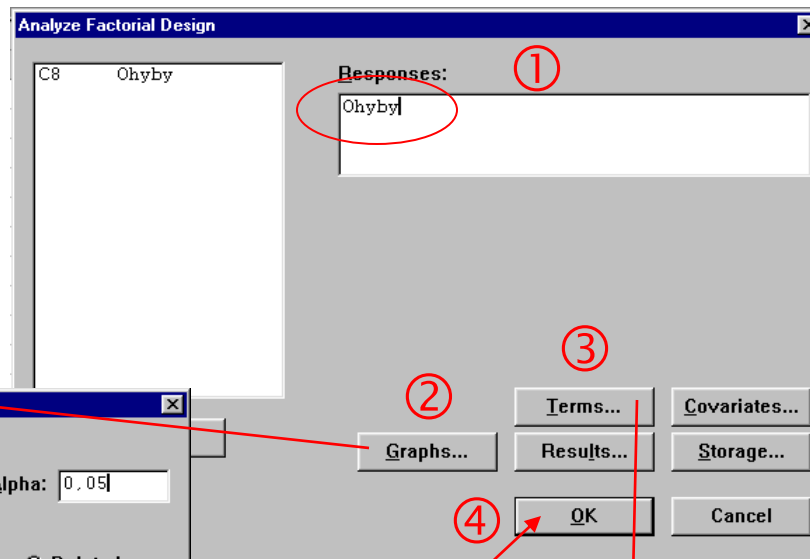 Analyze Factorial Design
C8 Ohyby
Responses:
①
Ohyby
③
②
Terms...
Covariates...
Graphs...
Results...
Storage...
Alpha: 0,05
④
OK
Cancel